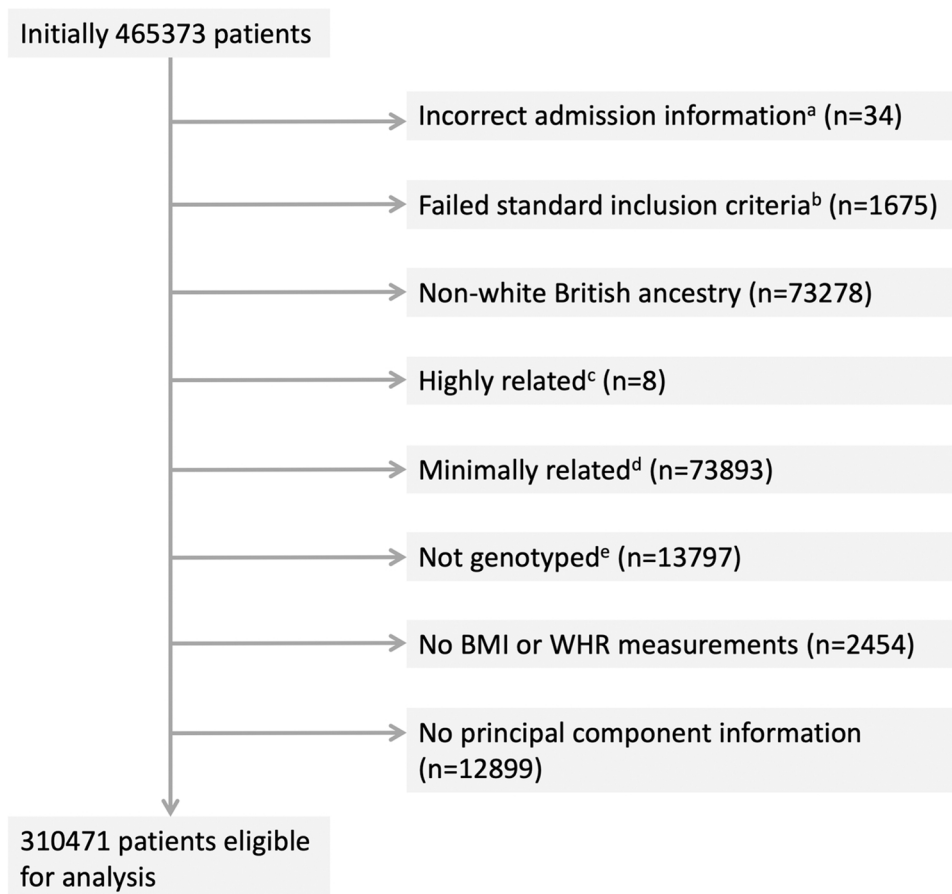 Initially 465373 patients
Incorrect admission informationᵃ (n=34)
Failed standard inclusion criteriaᵇ (n=1675)
Non-white British ancestry (n=73278)
Highly relatedᶜ (n=8)
Minimally relatedᵈ (n=73893)
Not genotypedᵉ (n=13797)
No BMI or WHR measurements (n=2454)
No principal component information
(n=12899)
310471 patients eligible
for analysis